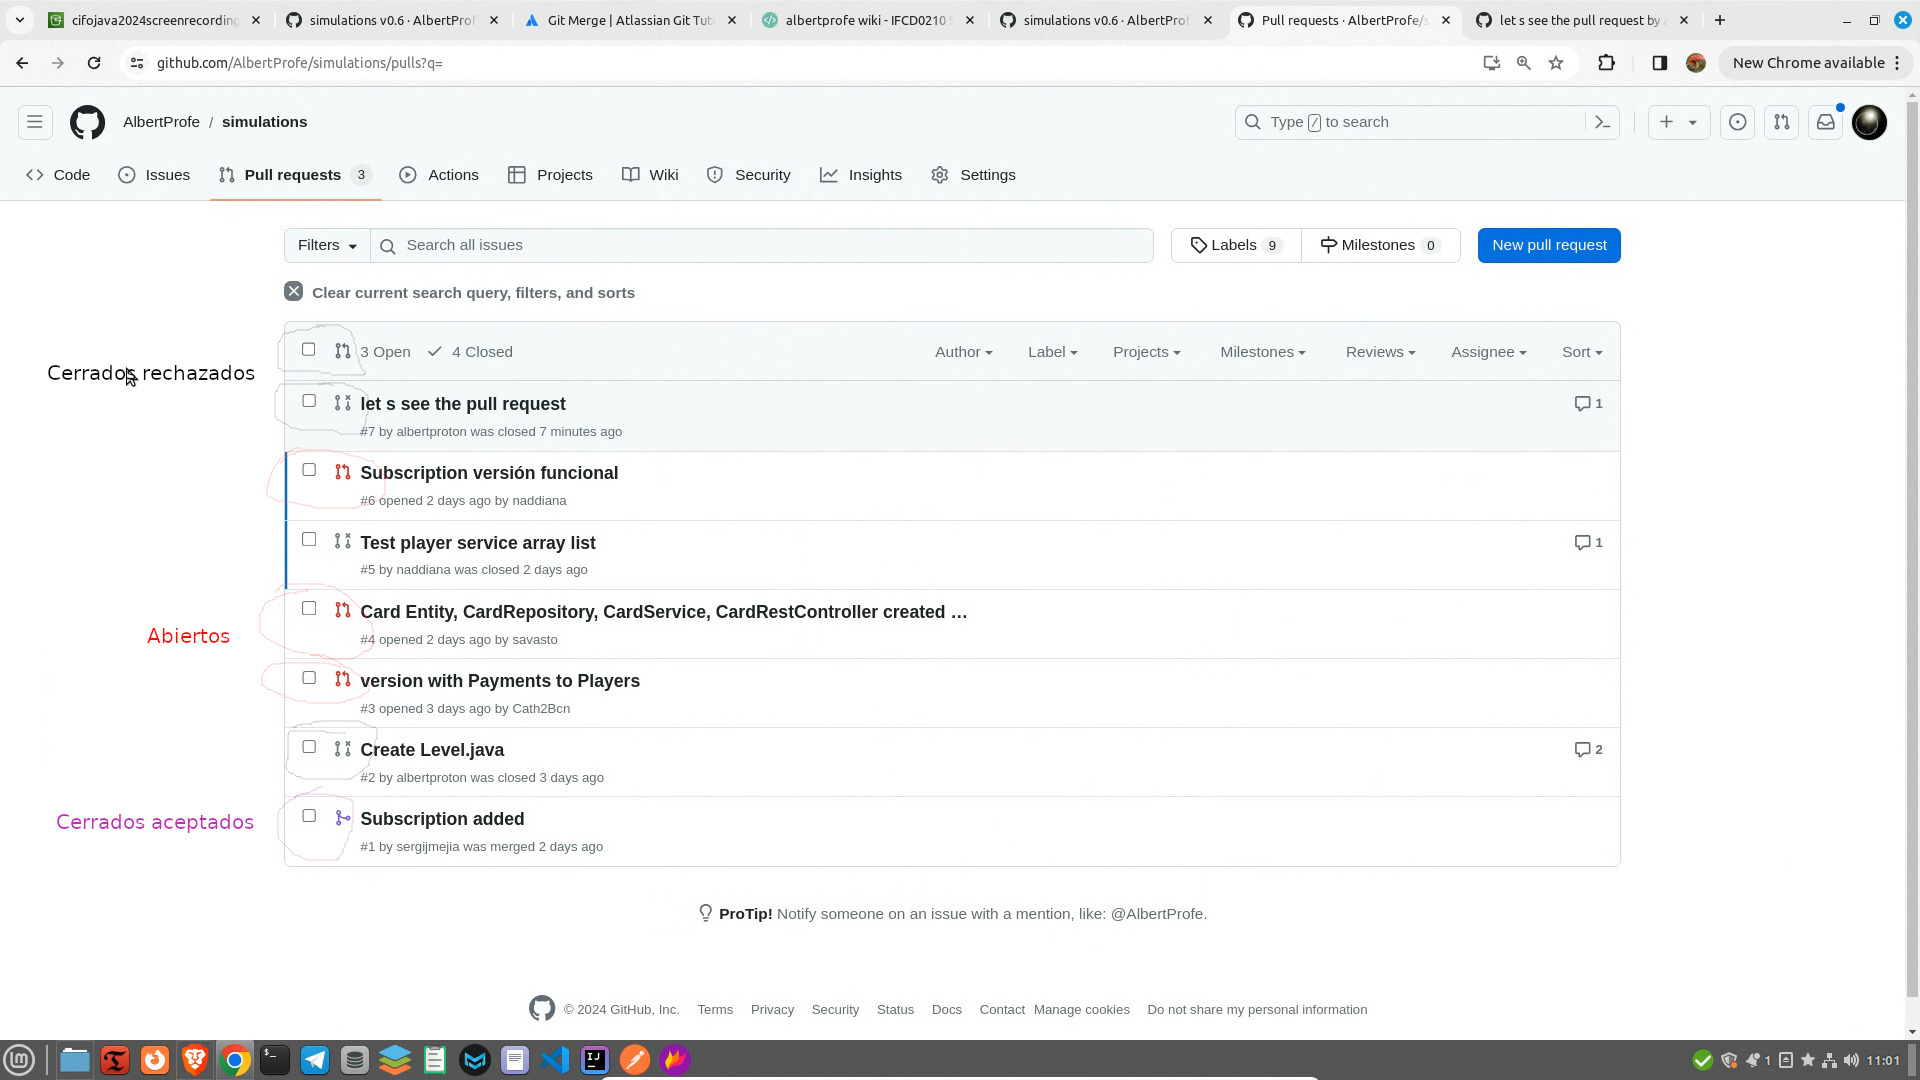 cifojava2024screenrecording
simulations v0.6 · AlbertProf
Git Merge | Atlassian Git Tut
albertprofe wiki - IFCD0210
simulations v0.6 · AlbertProf
Pull requests · AlbertProfe/s
let s see the pull request by
github.com/AlbertProfe/simulations/pulls?q=
New Chrome available
AlbertProfe / simulations
Type / to search
Code
Issues
Pull requests 3
Actions
Projects
Wiki
Security
Insights
Settings
Filters
Search all issues
Labels 9
Milestones 0
New pull request
Clear current search query, filters, and sorts
3 Open
4 Closed
Author
Label
Projects
Milestones
Reviews
Assignee
Sort
Cerrados rechazados
let s see the pull request
1
#7 by albertproton was closed 7 minutes ago
Subscription versión funcional
#6 opened 2 days ago by naddiana
Test player service array list
1
#5 by naddiana was closed 2 days ago
Card Entity, CardRepository, CardService, CardRestController created …
Abiertos
#4 opened 2 days ago by savasto
version with Payments to Players
#3 opened 3 days ago by Cath2Bcn
Create Level.java
2
#2 by albertproton was closed 3 days ago
Cerrados aceptados
Subscription added
#1 by sergijmejia was merged 2 days ago
ProTip! Notify someone on an issue with a mention, like: @AlbertProfe.
© 2024 GitHub, Inc.
Terms
Privacy
Security
Status
Docs
Contact
Manage cookies
Do not share my personal information
1
11:01